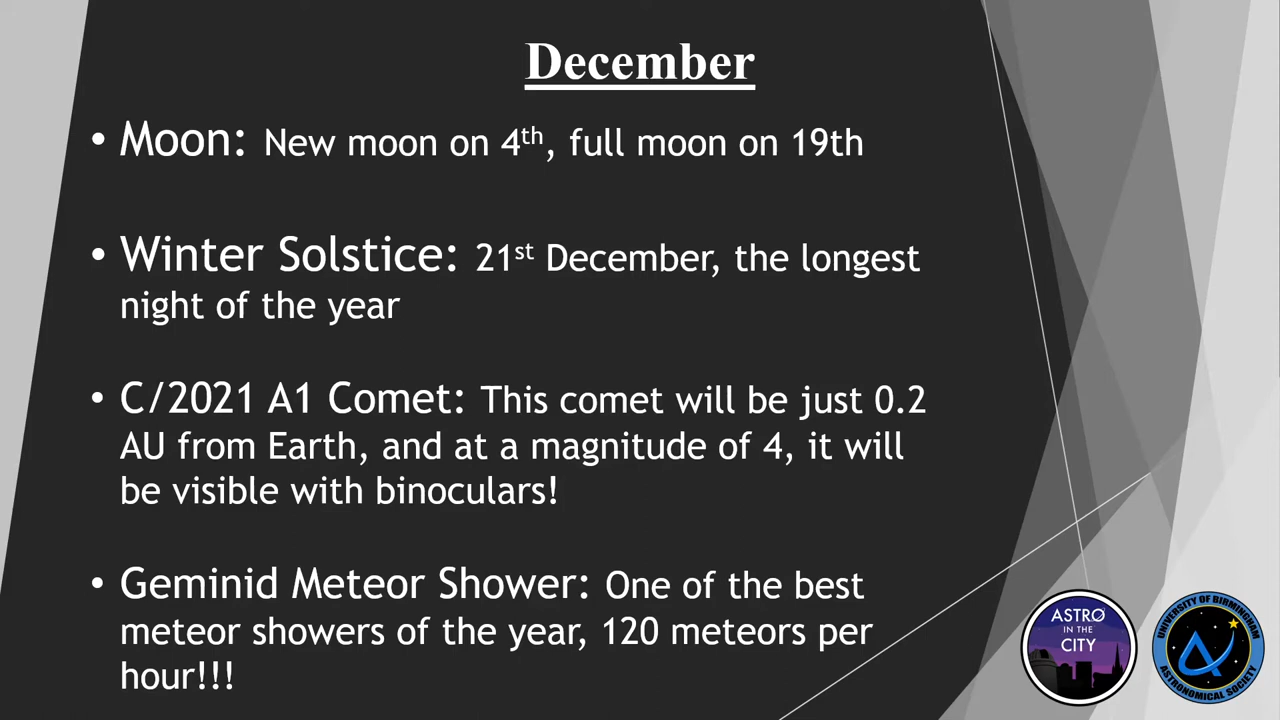 December
• Moon: New moon on 4th, full moon on 19th
• Winter Solstice: 21st December, the longest
night of the year
• C/2021 A1 Comet: This comet will be just 0.2
AU from Earth, and at a magnitude of 4, it will
be visible with binoculars!
• Geminid Meteor Shower: One of the best
meteor showers of the year, 120 meteors per
hour!!!
ASTRO
IN THE
CITY
UNIVERSITY OF BIRMINGHAM
ASTRONOMICAL SOCIETY